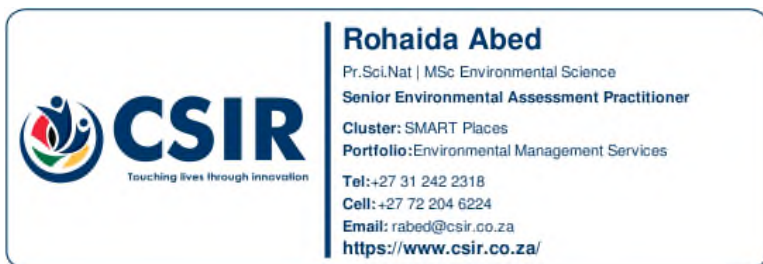 CSIR
Touching lives through innovation
Rohaida Abed
Pr.Sci.Nat | MSc Environmental Science
Senior Environmental Assessment Practitioner
Cluster: SMART Places
Portfolio:Environmental Management Services
Tel:+27 31 242 2318
Cell:+27 72 204 6224
Email: rabed@csir.co.za
https://www.csir.co.za/